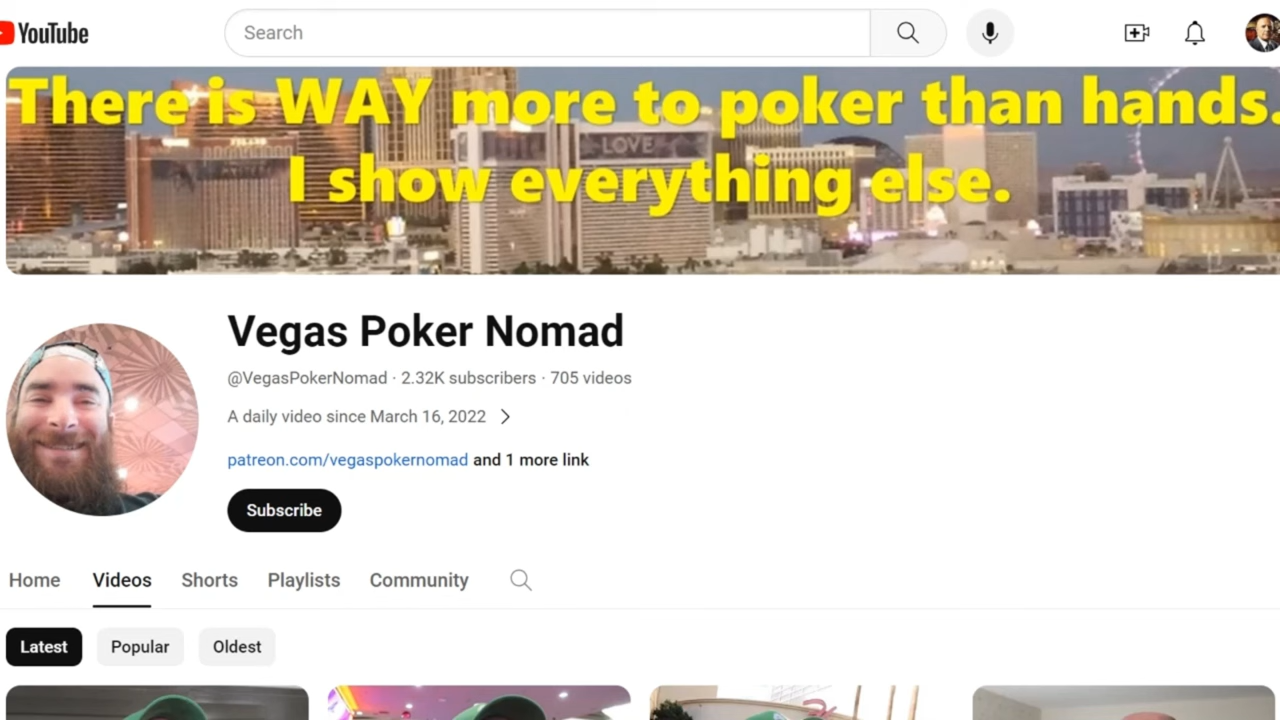 YouTube
Search
There is WAY more to poker than hands.
I show everything else.
LOVE
Vegas Poker Nomad
@VegasPokerNomad · 2.32K subscribers · 705 videos
A daily video since March 16, 2022
patreon.com/vegaspokernomad and 1 more link
Subscribe
Home Videos Shorts Playlists Community
Latest Popular Oldest